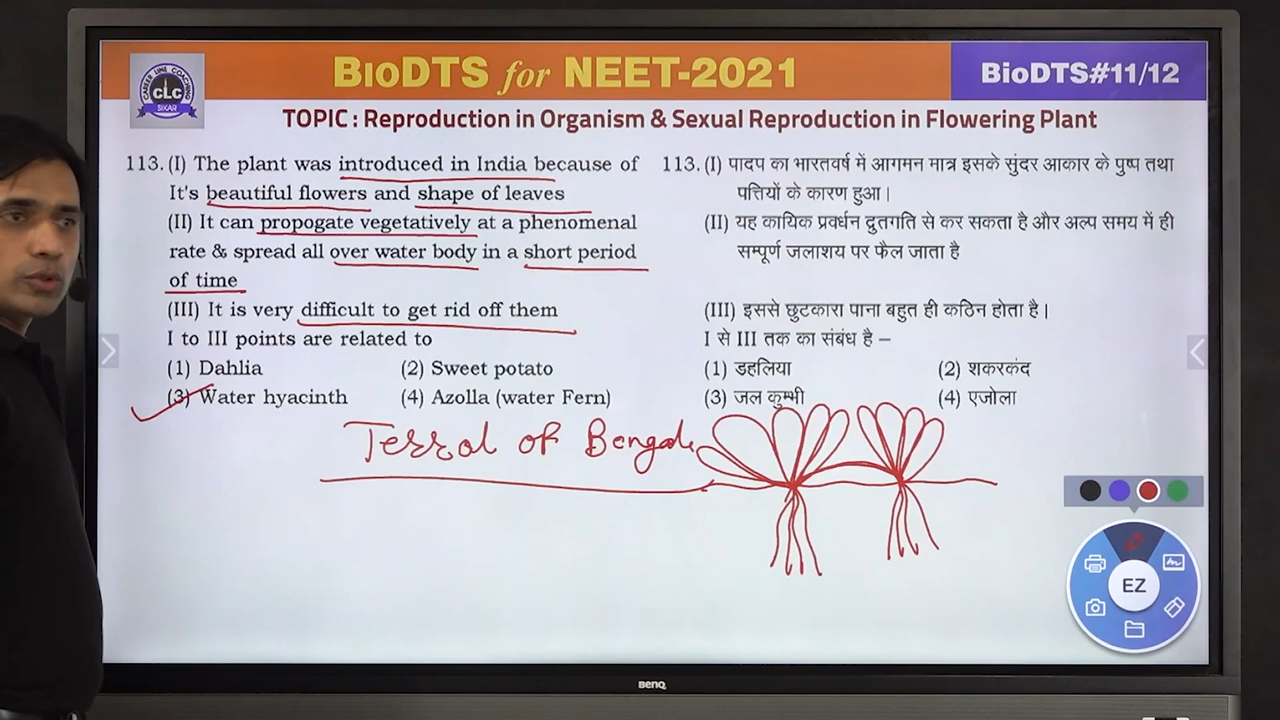 BIODTS for NEET-2021
BioDTS#11/12
CAREER LINE COACHING
CLC
SIKAR
TOPIC : Reproduction in Organism & Sexual Reproduction in Flowering Plant
113. (I) The plant was introduced in India because of
It's beautiful flowers and shape of leaves
(II) It can propogate vegetatively at a phenomenal
rate & spread all over water body in a short period
of time
(III) It is very difficult to get rid off them
I to III points are related to
(1) Dahlia (2) Sweet potato
(3) Water hyacinth (4) Azolla (water Fern)
113. (I) पादप का भारतवर्ष में आगमन मात्र इसके सुंदर आकार के पुष्प तथा
पत्तियों के कारण हुआ।
(II) यह कायिक प्रवर्धन द्रुतगति से कर सकता है और अल्प समय में ही
सम्पूर्ण जलाशय पर फैल जाता है
(III) इससे छुटकारा पाना बहुत ही कठिन होता है।
I से III तक का संबंध है –
(1) डहलिया (2) शकरकंद
(3) जल कुम्भी (4) एजोला
of Bengal
EZ
BenQ